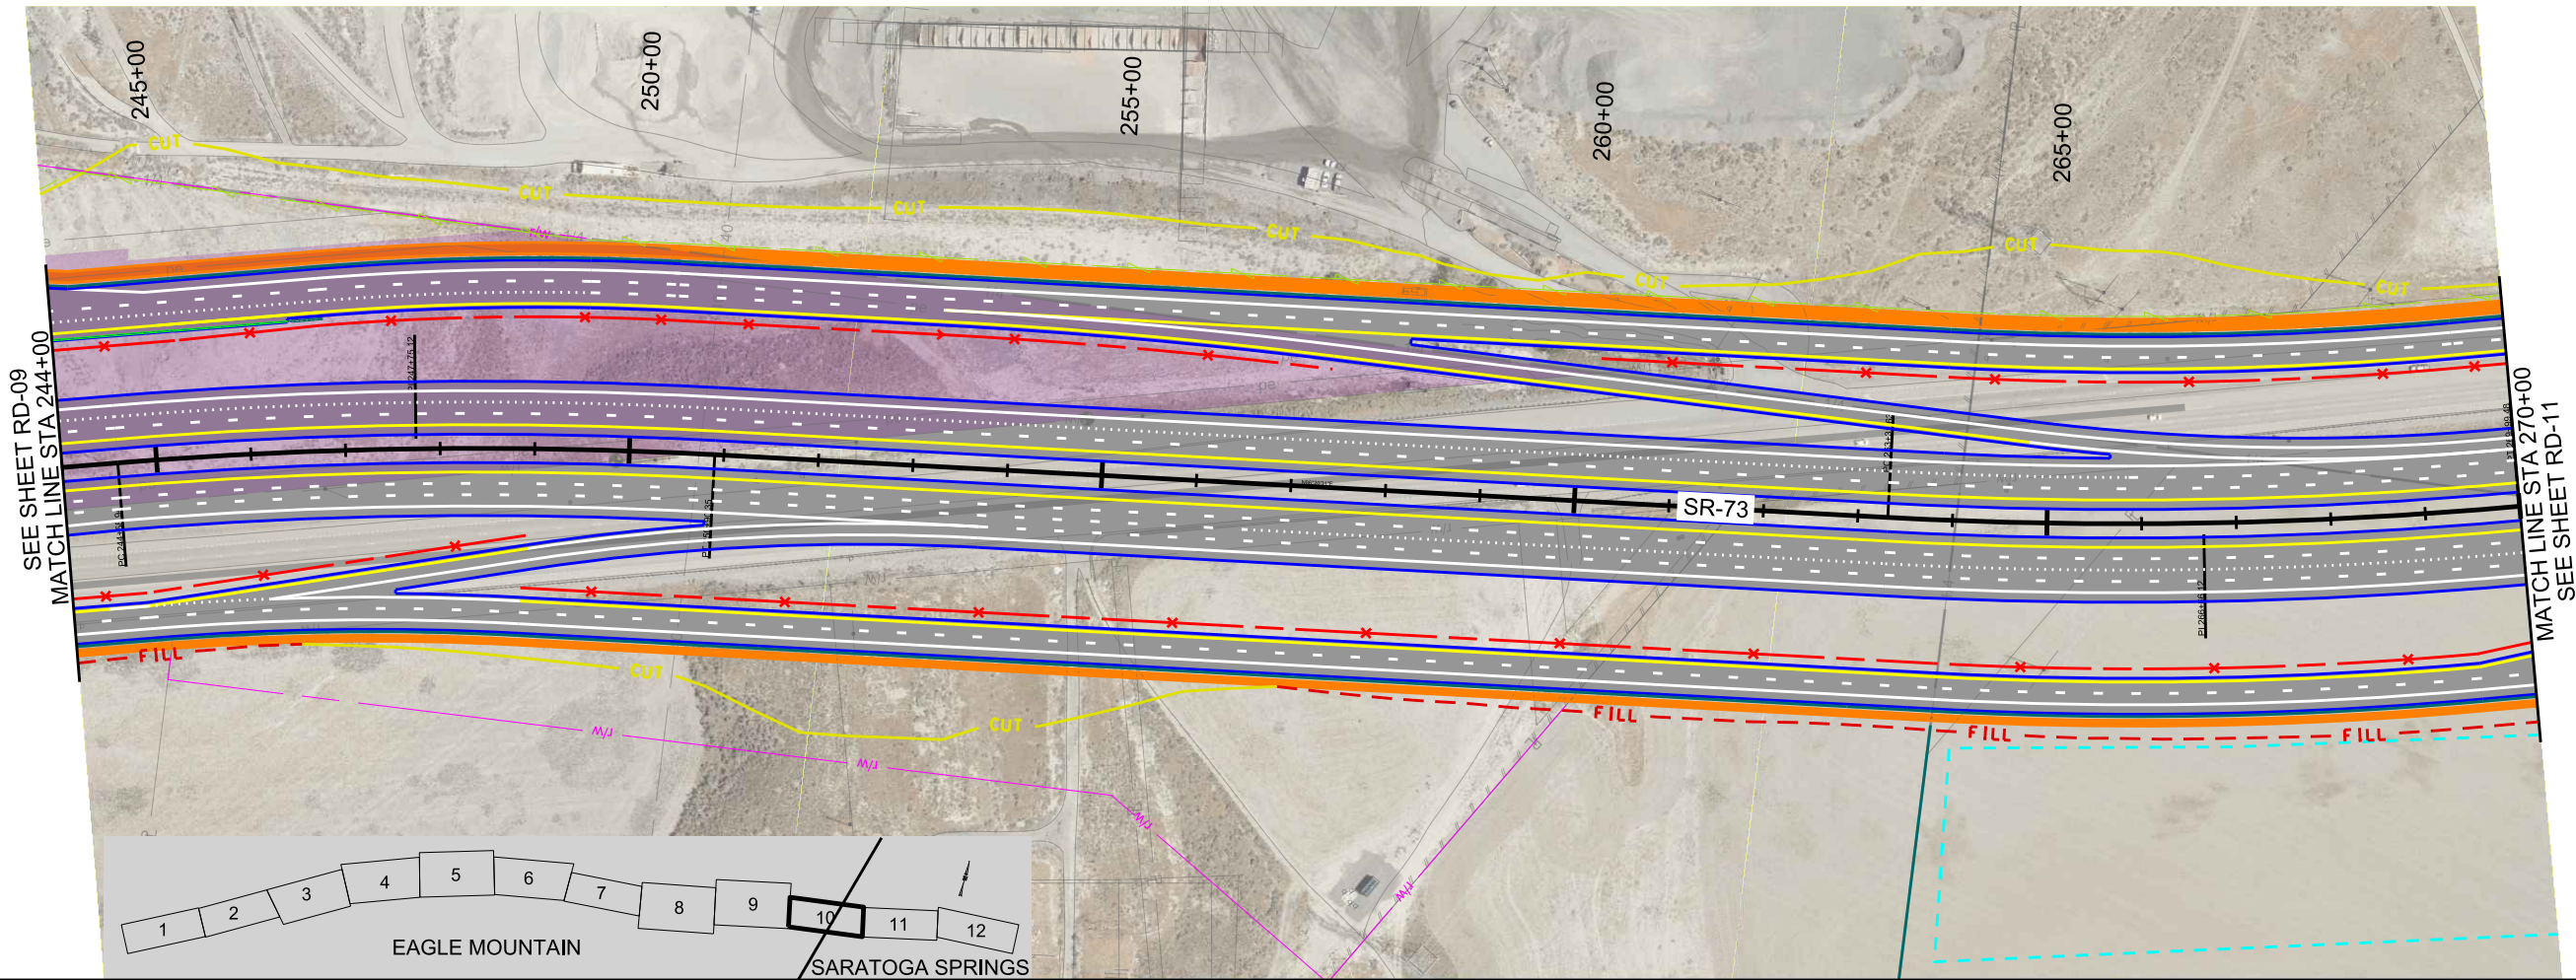 245+00
250+00
255+00
260+00
265+00
CUT
CUT
CUT
CUT
CUT
CUT
CUT
r/w
40
SEE SHEET RD-09
MATCH LINE STA 244+00
MATCH LINE STA 270+00
SEE SHEET RD-11
SR-73
FILL
CUT
CUT
FILL
FILL
FILL
r/w
r/w
r/w
r/w
1
2
3
4
5
6
7
8
9
10
11
12
EAGLE MOUNTAIN
SARATOGA SPRINGS